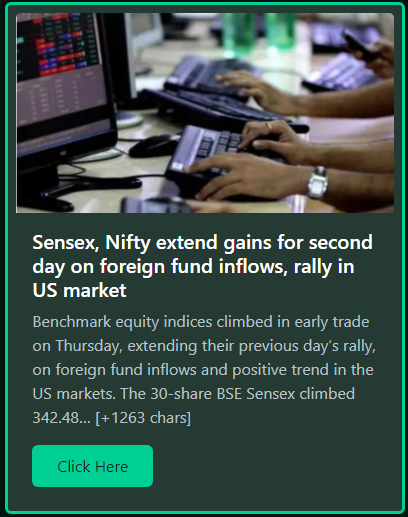 Sensex, Nifty extend gains for second
day on foreign fund inflows, rally in
US market
Benchmark equity indices climbed in early trade
on Thursday, extending their previous day's rally,
on foreign fund inflows and positive trend in the
US markets. The 30-share BSE Sensex climbed
342.48... [+1263 chars]
Click Here